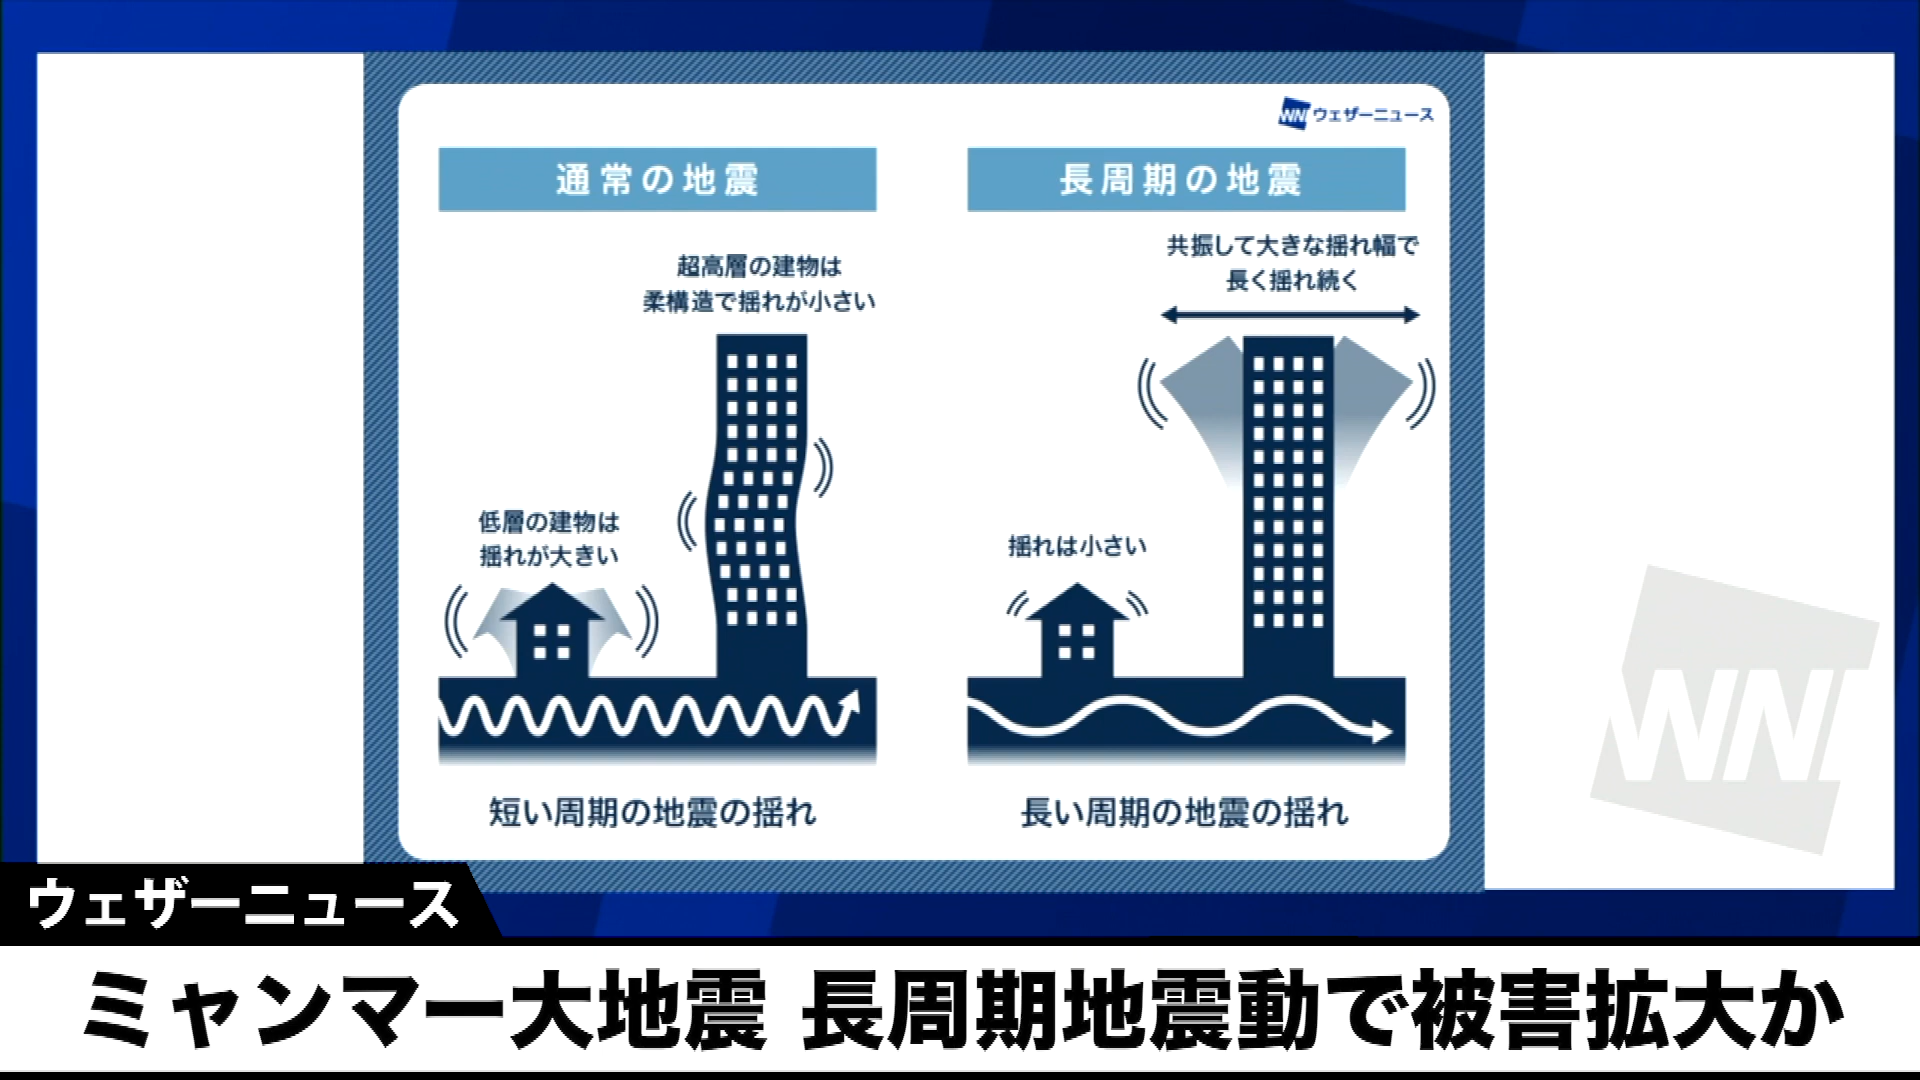 WN ウェザーニュース
通常の地震
超高層の建物は
柔構造で揺れが小さい
低層の建物は
揺れが大きい
短い周期の地震の揺れ
長周期の地震
共振して大きな揺れ幅で
長く揺れ続く
揺れは小さい
長い周期の地震の揺れ
WN
ウェザーニュース
ミャンマー大地震 長周期地震動で被害拡大か